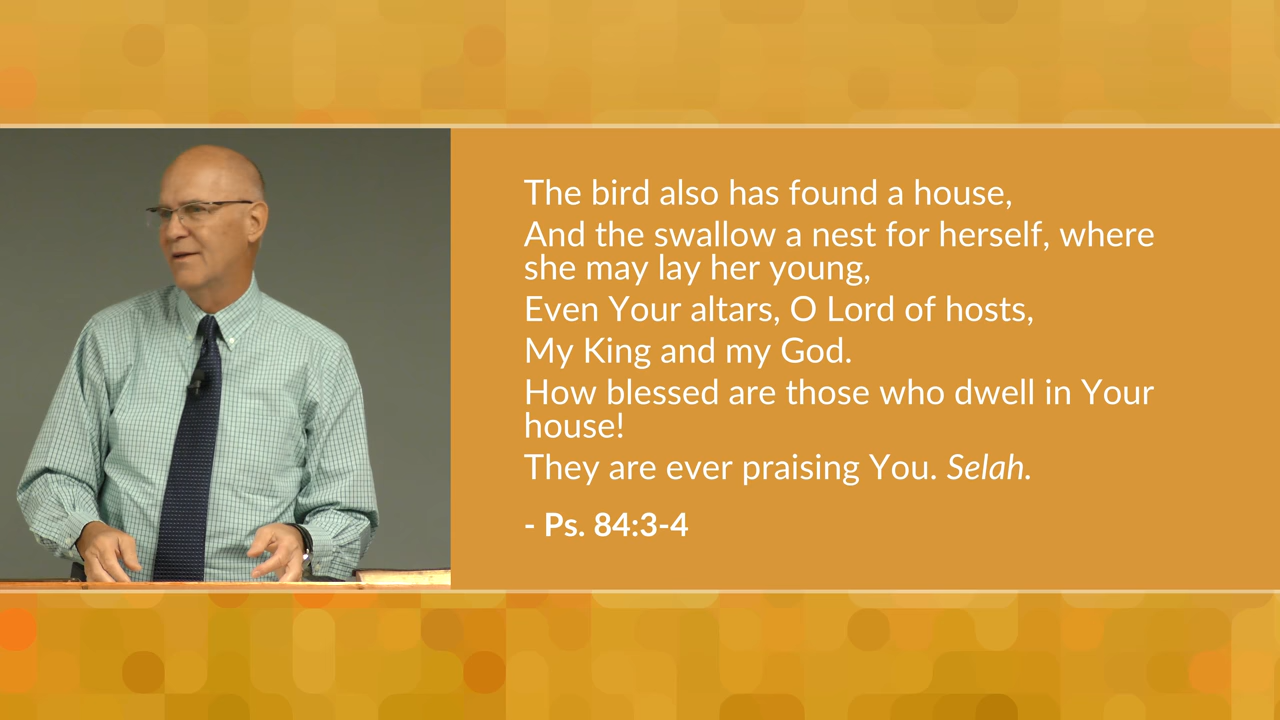 The bird also has found a house,
And the swallow a nest for herself, where
she may lay her young,
Even Your altars, O Lord of hosts,
My King and my God.
How blessed are those who dwell in Your
house!
They are ever praising You. Selah.
- Ps. 84:3-4